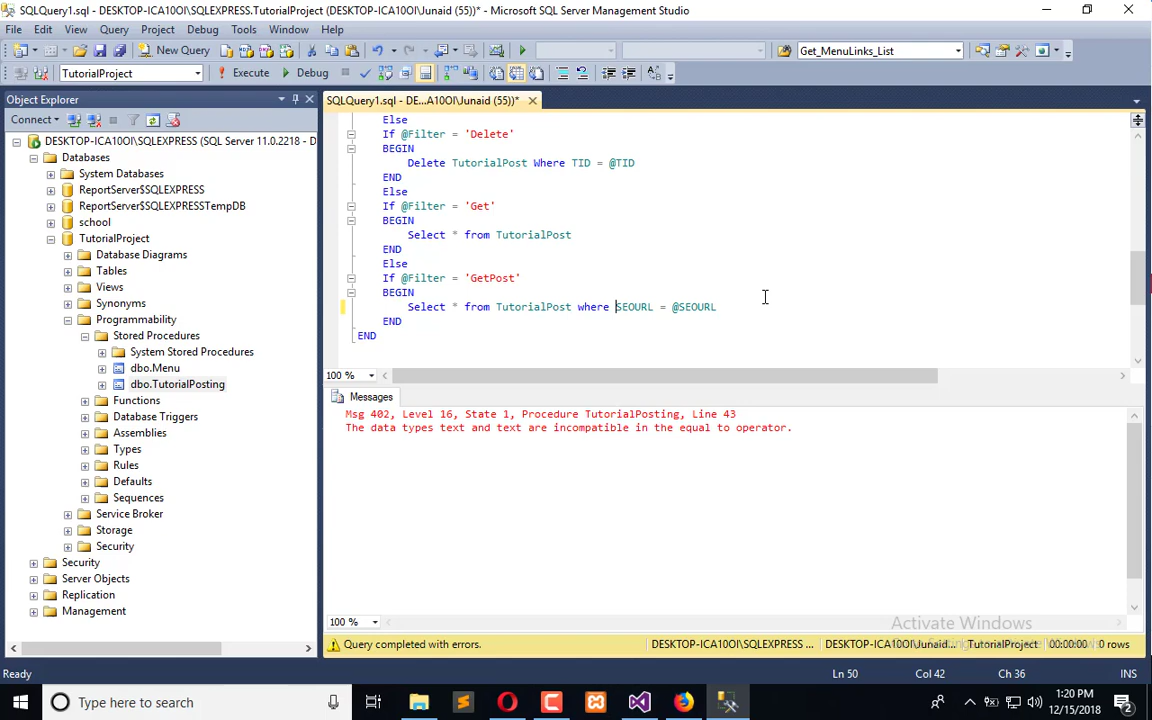 SQLQuery1.sql - DESKTOP-ICA10OI\SQLEXPRESS.TutorialProject (DESKTOP-ICA10OI\Junaid (55))* - Microsoft SQL Server Management Studio
File Edit View Query Project Debug Tools Window Help
New Query Get_MenuLinks_List
TutorialProject Execute Debug
Object Explorer
SQLQuery1.sql - DE...A10OI\Junaid (55))*
Connect
DESKTOP-ICA10OI\SQLEXPRESS (SQL Server 11.0.2218 - D
Databases
System Databases
ReportServer$SQLEXPRESS
ReportServer$SQLEXPRESSTempDB
school
TutorialProject
Database Diagrams
Tables
Views
Synonyms
Programmability
Stored Procedures
System Stored Procedures
dbo.Menu
dbo.TutorialPosting
Functions
Database Triggers
Assemblies
Types
Rules
Defaults
Sequences
Service Broker
Storage
Security
Security
Server Objects
Replication
Management
Else
If @Filter = 'Delete'
BEGIN
Delete TutorialPost Where TID = @TID
END
Else
If @Filter = 'Get'
BEGIN
Select * from TutorialPost
END
Else
If @Filter = 'GetPost'
BEGIN
Select * from TutorialPost where SEOURL = @SEOURL
END
END
100 %
Messages
Msg 402, Level 16, State 1, Procedure TutorialPosting, Line 43
The data types text and text are incompatible in the equal to operator.
100 %
Activate Windows
Query completed with errors. DESKTOP-ICA10OI\SQLEXPRESS ... DESKTOP-ICA10OI\Junaid... TutorialProject 00:00:00 0 rows
Ready Ln 50 Col 42 Ch 36 INS
Type here to search
1:20 PM
12/15/2018
2